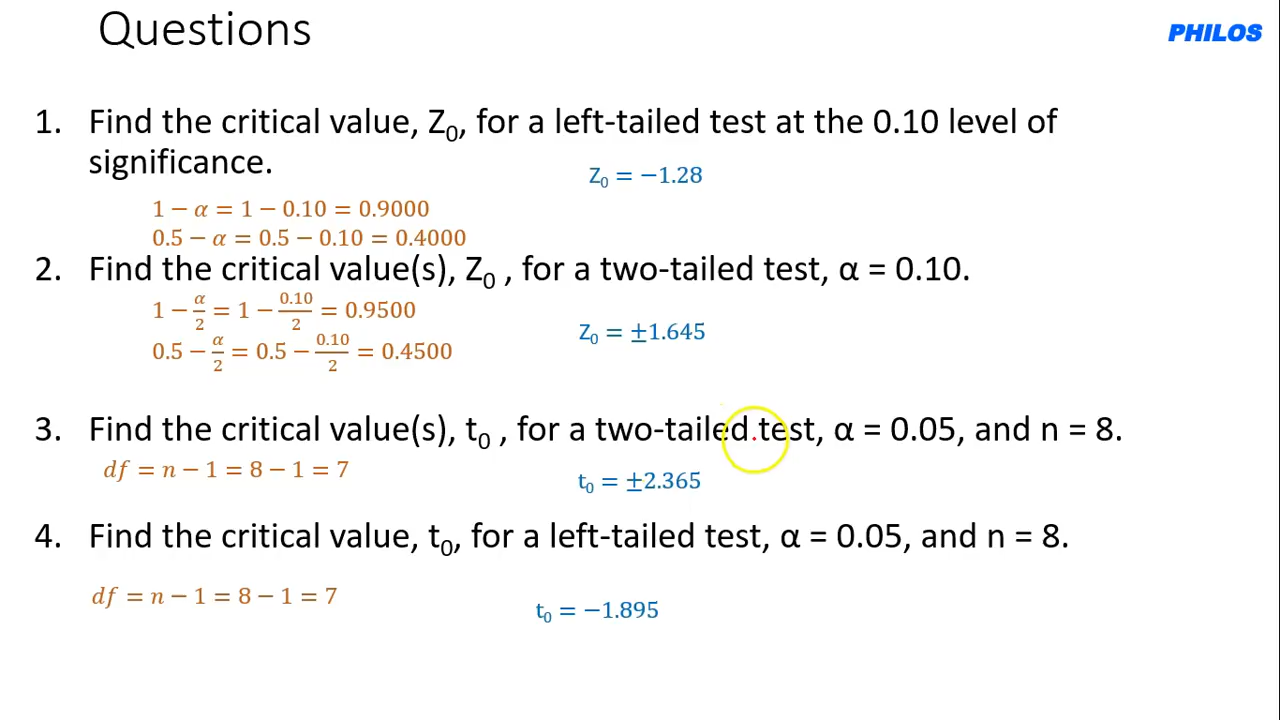 Questions
PHILOS
1. Find the critical value, Z₀, for a left-tailed test at the 0.10 level of
significance.
Z₀ = −1.28
1 − α = 1 − 0.10 = 0.9000
0.5 − α = 0.5 − 0.10 = 0.4000
2. Find the critical value(s), Z₀ , for a two-tailed test, α = 0.10.
1 − α/2 = 1 − 0.10/2 = 0.9500
Z₀ = ±1.645
0.5 − α/2 = 0.5 − 0.10/2 = 0.4500
3. Find the critical value(s), t₀ , for a two-tailed test, α = 0.05, and n = 8.
df = n − 1 = 8 − 1 = 7
t₀ = ±2.365
4. Find the critical value, t₀, for a left-tailed test, α = 0.05, and n = 8.
df = n − 1 = 8 − 1 = 7
t₀ = −1.895